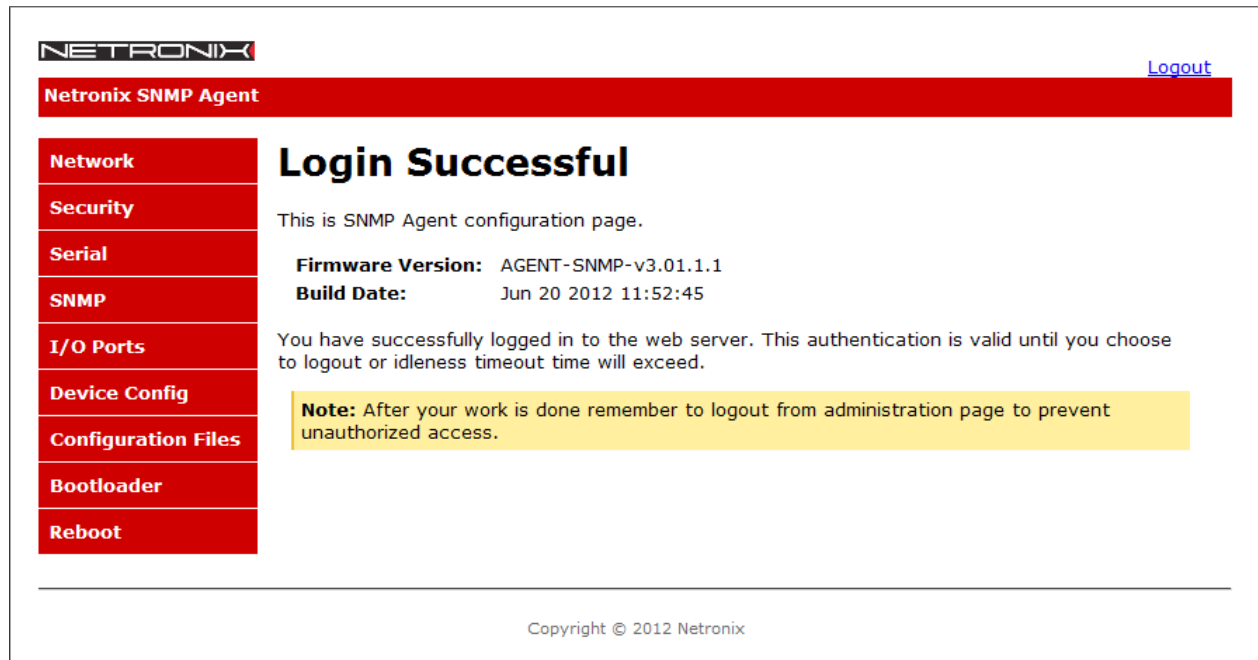 NETRONIX
Logout
Netronix SNMP Agent
Network
Security
Serial
SNMP
I/O Ports
Device Config
Configuration Files
Bootloader
Reboot
Login Successful
This is SNMP Agent configuration page.
Firmware Version: AGENT-SNMP-v3.01.1.1
Build Date: Jun 20 2012 11:52:45
You have successfully logged in to the web server. This authentication is valid until you choose
to logout or idleness timeout time will exceed.
Note: After your work is done remember to logout from administration page to prevent
unauthorized access.
Copyright © 2012 Netronix